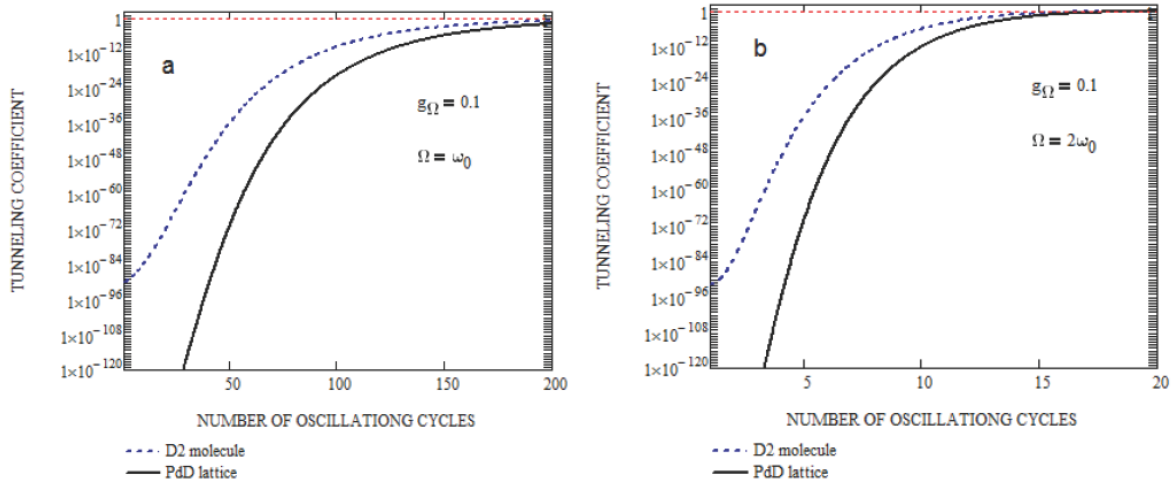 a
TUNNELING COEFFICIENT
1
1×10⁻¹²
1×10⁻²⁴
1×10⁻³⁶
1×10⁻⁴⁸
1×10⁻⁶⁰
1×10⁻⁷²
1×10⁻⁸⁴
1×10⁻⁹⁶
1×10⁻¹⁰⁸
1×10⁻¹²⁰
g_Ω = 0.1
Ω = ω₀
50 100 150 200
NUMBER OF OSCILLATIONG CYCLES
D2 molecule
PdD lattice
b
TUNNELING COEFFICIENT
1
1×10⁻¹²
1×10⁻²⁴
1×10⁻³⁶
1×10⁻⁴⁸
1×10⁻⁶⁰
1×10⁻⁷²
1×10⁻⁸⁴
1×10⁻⁹⁶
1×10⁻¹⁰⁸
1×10⁻¹²⁰
g_Ω = 0.1
Ω = 2ω₀
5 10 15 20
NUMBER OF OSCILLATIONG CYCLES
D2 molecule
PdD lattice